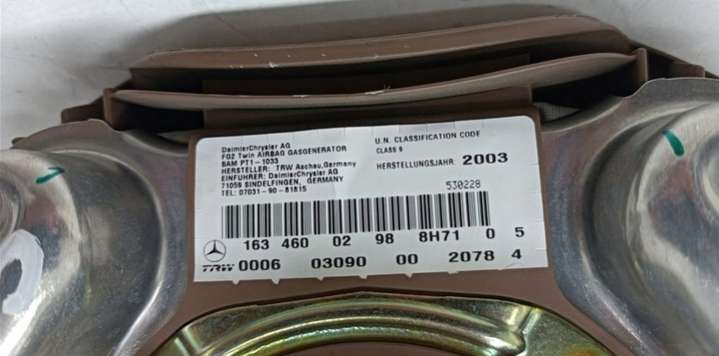 DaimlerChrysler AG
FG2 Twin AIRBAG GASGENERATOR
BAM PT1-1033
HERSTELLER: TRW Aschau,Germany
EINFUHRER: DaimlerChrysler AG
71059 SINDELFINGEN, GERMANY
TEL: 07031-90-81815
U.N. CLASSIFICATION CODE
CLASS 9
HERSTELLUNGSJAHR 2003
530228
163 460 02 98 8H71 0 5
TRW 0006 03090 00 2078 4